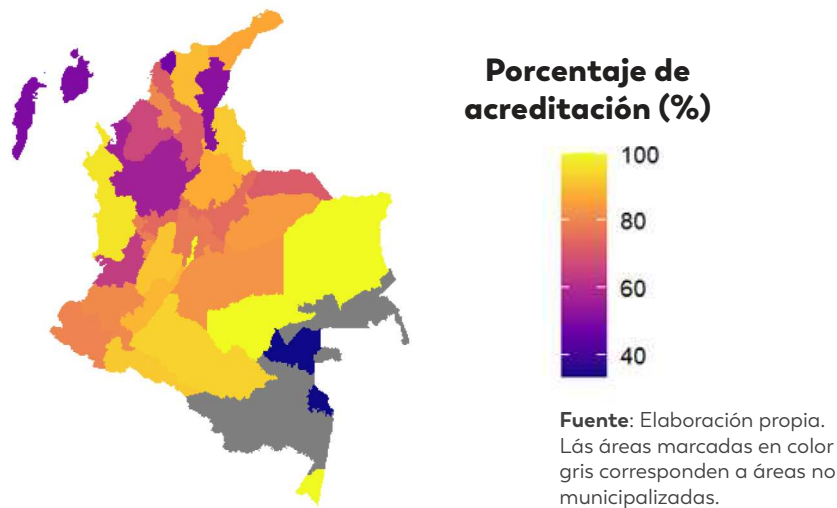 Porcentaje de
acreditación (%)
100
80
60
40
Fuente: Elaboración propia.
Lás áreas marcadas en color
gris corresponden a áreas no
municipalizadas.